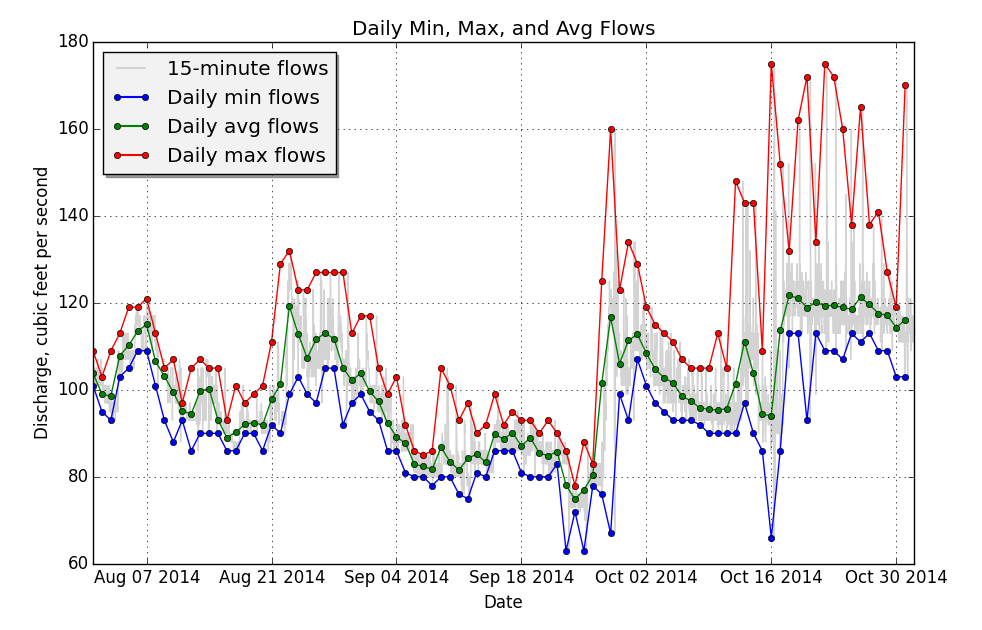 Daily Min, Max, and Avg Flows
180
160
140
120
100
80
60
Discharge, cubic feet per second
15-minute flows
Daily min flows
Daily avg flows
Daily max flows
Aug 07 2014 Aug 21 2014 Sep 04 2014 Sep 18 2014 Oct 02 2014 Oct 16 2014 Oct 30 2014
Date